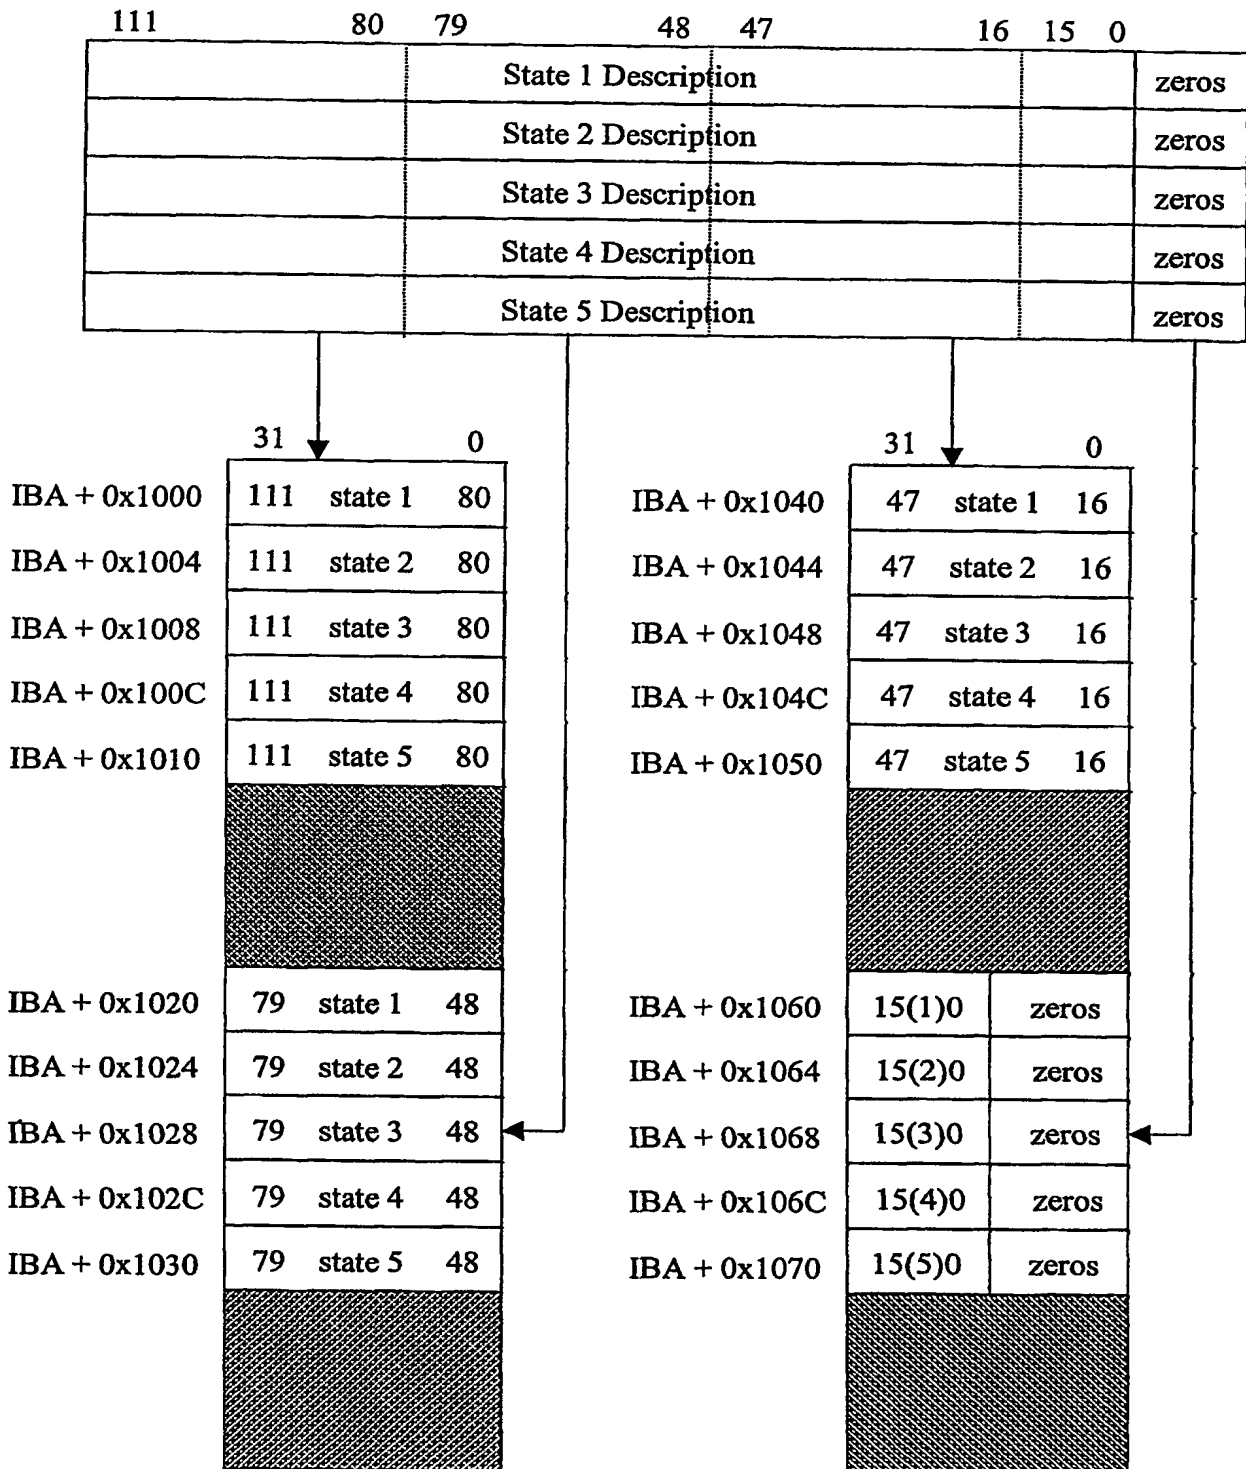 111 80 79 48 47 16 15 0
State 1 Description zeros
State 2 Description zeros
State 3 Description zeros
State 4 Description zeros
State 5 Description zeros
31 0
IBA + 0x1000 111 state 1 80
IBA + 0x1004 111 state 2 80
IBA + 0x1008 111 state 3 80
IBA + 0x100C 111 state 4 80
IBA + 0x1010 111 state 5 80
IBA + 0x1020 79 state 1 48
IBA + 0x1024 79 state 2 48
IBA + 0x1028 79 state 3 48
IBA + 0x102C 79 state 4 48
IBA + 0x1030 79 state 5 48
31 0
IBA + 0x1040 47 state 1 16
IBA + 0x1044 47 state 2 16
IBA + 0x1048 47 state 3 16
IBA + 0x104C 47 state 4 16
IBA + 0x1050 47 state 5 16
IBA + 0x1060 15(1)0 zeros
IBA + 0x1064 15(2)0 zeros
IBA + 0x1068 15(3)0 zeros
IBA + 0x106C 15(4)0 zeros
IBA + 0x1070 15(5)0 zeros